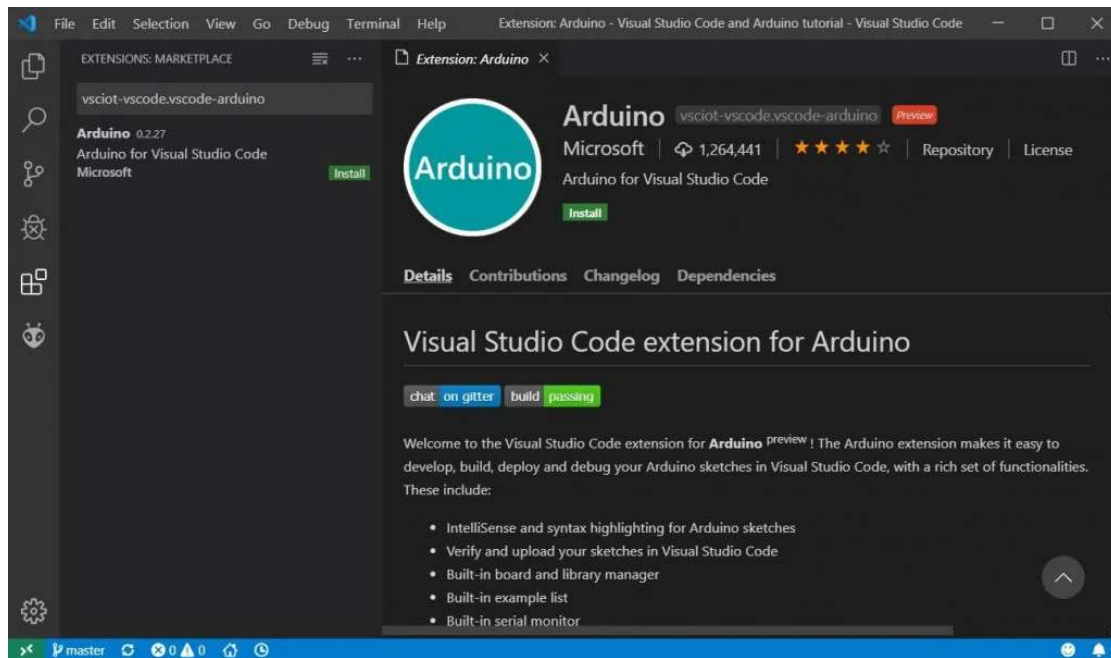 File Edit Selection View Go Debug Terminal Help Extension: Arduino - Visual Studio Code and Arduino tutorial - Visual Studio Code
EXTENSIONS: MARKETPLACE
vsciot-vscode.vscode-arduino
Arduino 0.2.27
Arduino for Visual Studio Code
Microsoft Install
Extension: Arduino
Arduino
Arduino vsciot-vscode.vscode-arduino Preview
Microsoft 1,264,441 Repository License
Arduino for Visual Studio Code
Install
Details Contributions Changelog Dependencies
Visual Studio Code extension for Arduino
chat on gitter build passing
Welcome to the Visual Studio Code extension for Arduino preview ! The Arduino extension makes it easy to
develop, build, deploy and debug your Arduino sketches in Visual Studio Code, with a rich set of functionalities.
These include:
• IntelliSense and syntax highlighting for Arduino sketches
• Verify and upload your sketches in Visual Studio Code
• Built-in board and library manager
• Built-in example list
• Built-in serial monitor
master 0 0